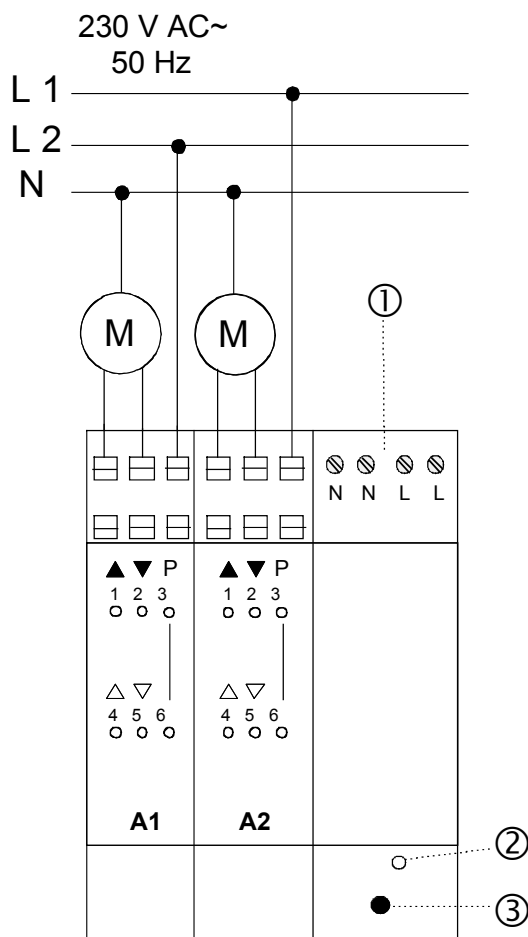 230 V AC~
50 Hz
L 1
L 2
N
M M
①
N N L L
▲ ▼ P ▲ ▼ P
1 2 3 1 2 3
△ ▽ △ ▽
4 5 6 4 5 6
A1 A2
②
③